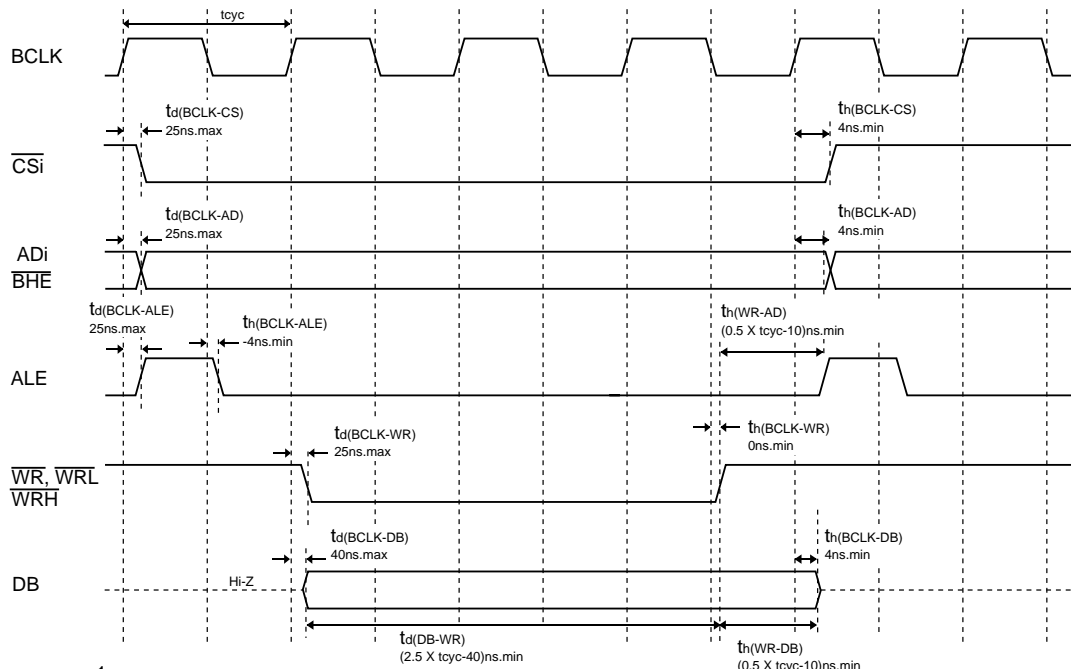 tcyc
BCLK
td(BCLK-CS)
25ns.max
th(BCLK-CS)
4ns.min
CSi
td(BCLK-AD)
25ns.max
th(BCLK-AD)
4ns.min
ADi
BHE
td(BCLK-ALE)
25ns.max
th(BCLK-ALE)
-4ns.min
th(WR-AD)
(0.5 X tcyc-10)ns.min
ALE
td(BCLK-WR)
25ns.max
th(BCLK-WR)
0ns.min
WR, WRL
WRH
td(BCLK-DB)
40ns.max
th(BCLK-DB)
4ns.min
DB
Hi-Z
td(DB-WR)
(2.5 X tcyc-40)ns.min
th(WR-DB)
(0.5 X tcyc-10)ns.min